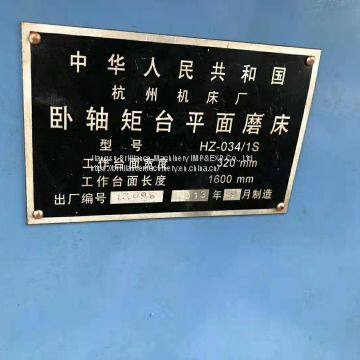 中华人民共和国
杭州机床厂
卧轴矩台平面磨床
型号 HZ-034/1S
工作台面宽度 320 mm
工作台面长度 1600 mm
出厂编号 年 月制造